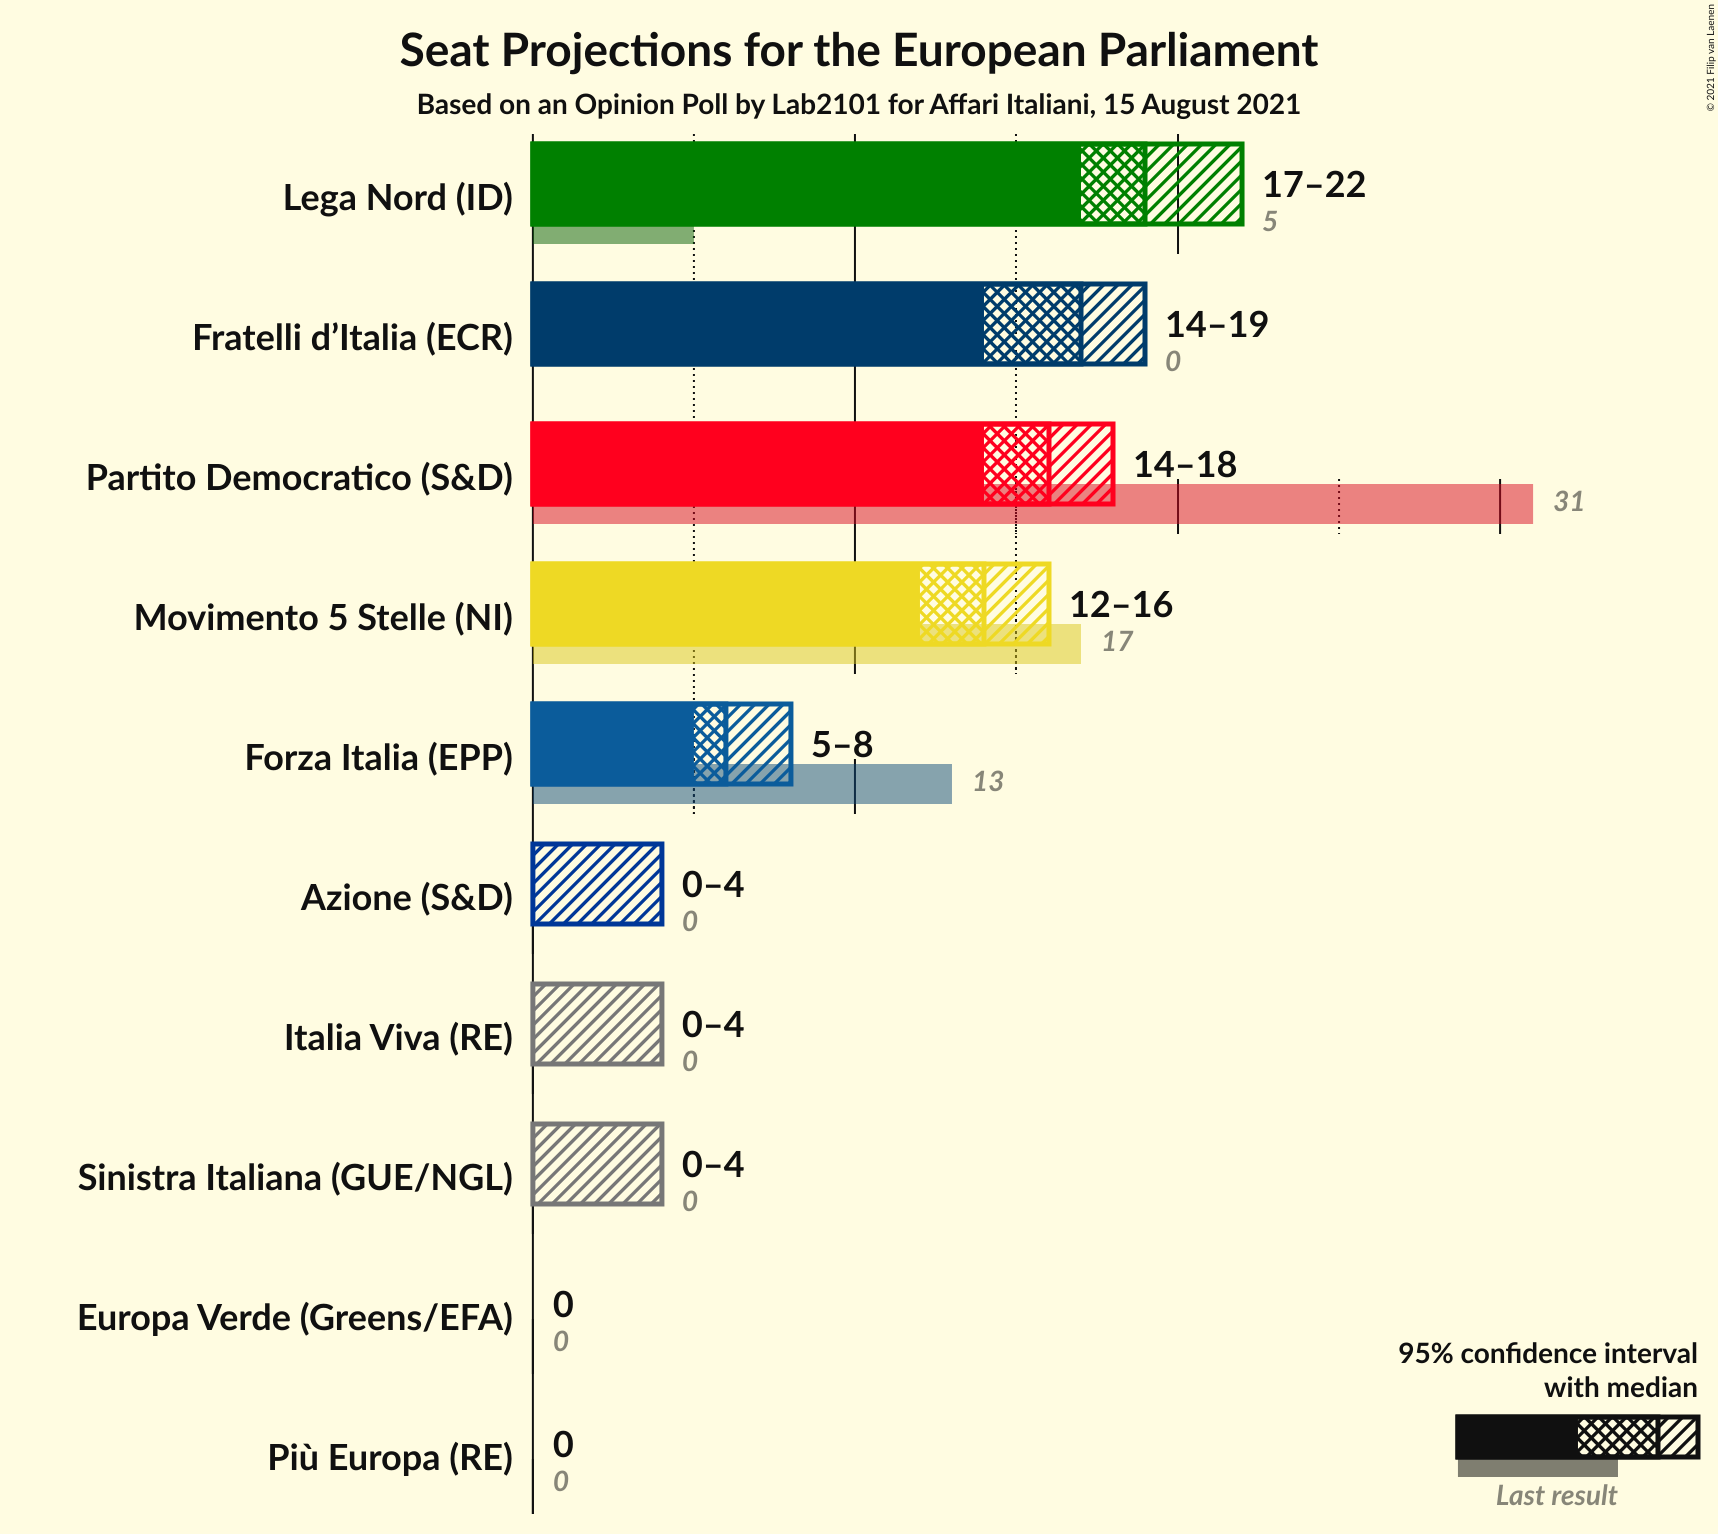 Seat Projections for the European Parliament
Based on an Opinion Poll by Lab2101 for Affari Italiani, 15 August 2021
© 2021 Filip van Laenen
Lega Nord (ID)
17–22
5
Fratelli d’Italia (ECR)
14–19
0
Partito Democratico (S&D)
14–18
31
Movimento 5 Stelle (NI)
12–16
17
Forza Italia (EPP)
5–8
13
Azione (S&D)
0–4
0
Italia Viva (RE)
0–4
0
Sinistra Italiana (GUE/NGL)
0–4
0
Europa Verde (Greens/EFA)
0
0
Più Europa (RE)
0
0
95% confidence interval
with median
Last result